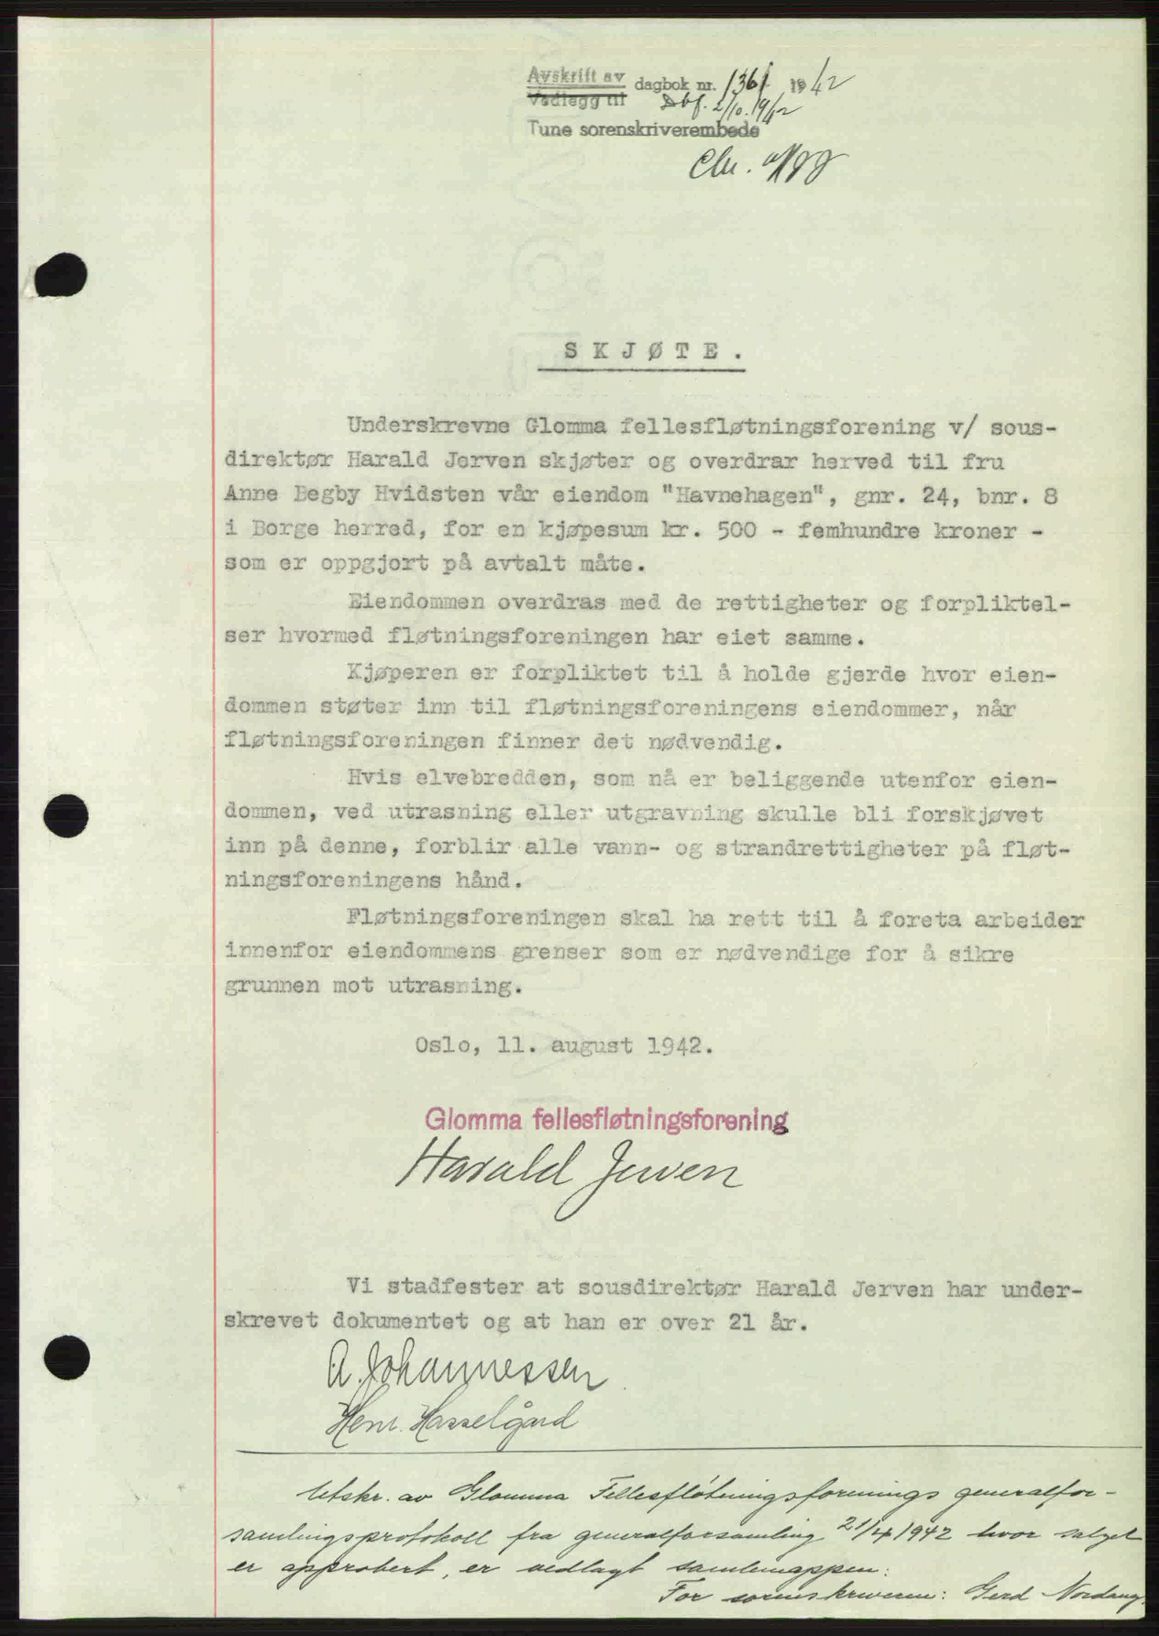 Avskrift av dagbok nr. 1361 1942
Vedlegg til Dbf. 2/10.1942
Tune sorenskriverembede
SKJØTE.
Underskrevne Glomma fellesfløtningsforening v/ sous-
direktør Harald Jerven skjøter og overdrar herved til fru
Anne Begby Hvidsten vår eiendom "Havnehagen", gnr. 24, bnr. 8
i Borge herred, for en kjøpesum kr. 500 - femhundre kroner -
som er oppgjort på avtalt måte.
Eiendommen overdras med de rettigheter og forpliktel-
ser hvormed fløtningsforeningen har eiet samme.
Kjøperen er forpliktet til å holde gjerde hvor eien-
dommen støter inn til fløtningsforeningens eiendommer, når
fløtningsforeningen finner det nødvendig.
Hvis elvebredden, som nå er beliggende utenfor eien-
dommen, ved utrasning eller utgravning skulle bli forskjøvet
inn på denne, forblir alle vann- og strandrettigheter på fløt-
ningsforeningens hånd.
Fløtningsforeningen skal ha rett til å foreta arbeider
innenfor eiendommens grenser som er nødvendige for å sikre
grunnen mot utrasning.
Oslo, 11. august 1942.
Glomma fellesfløtningsforening
Harald Jerven
Vi stadfester at sousdirektør Harald Jerven har under-
skrevet dokumentet og at han er over 21 år.
A. Johannessen
Henr. Hasselgård
Utskr. av Glomma Fellesfløtningsforenings generalfor-
samlingsprotokoll fra generalforsamling 21/4 1942 hvor salget
er approbert, er vedlagt samlemappen.
For sorenskriveren: Gerd Nordang